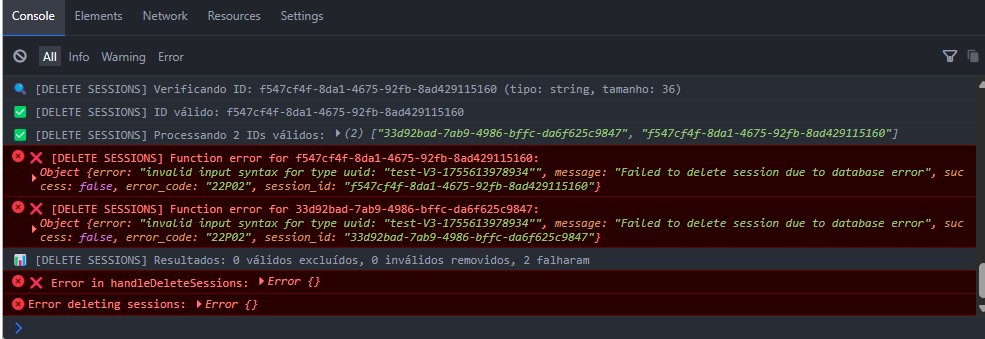 Console Elements Network Resources Settings
All Info Warning Error
[DELETE SESSIONS] Verificando ID: f547cf4f-8da1-4675-92fb-8ad429115160 (tipo: string, tamanho: 36)
[DELETE SESSIONS] ID válido: f547cf4f-8da1-4675-92fb-8ad429115160
[DELETE SESSIONS] Processando 2 IDs válidos: (2) ["33d92bad-7ab9-4986-bffc-da6f625c9847", "f547cf4f-8da1-4675-92fb-8ad429115160"]
[DELETE SESSIONS] Function error for f547cf4f-8da1-4675-92fb-8ad429115160:
Object {error: "invalid input syntax for type uuid: "test-V3-1755613978934"", message: "Failed to delete session due to database error", suc
cess: false, error_code: "22P02", session_id: "f547cf4f-8da1-4675-92fb-8ad429115160"}
[DELETE SESSIONS] Function error for 33d92bad-7ab9-4986-bffc-da6f625c9847:
Object {error: "invalid input syntax for type uuid: "test-V3-1755613978934"", message: "Failed to delete session due to database error", suc
cess: false, error_code: "22P02", session_id: "33d92bad-7ab9-4986-bffc-da6f625c9847"}
[DELETE SESSIONS] Resultados: 0 válidos excluídos, 0 inválidos removidos, 2 falharam
Error in handleDeleteSessions: Error {}
Error deleting sessions: Error {}